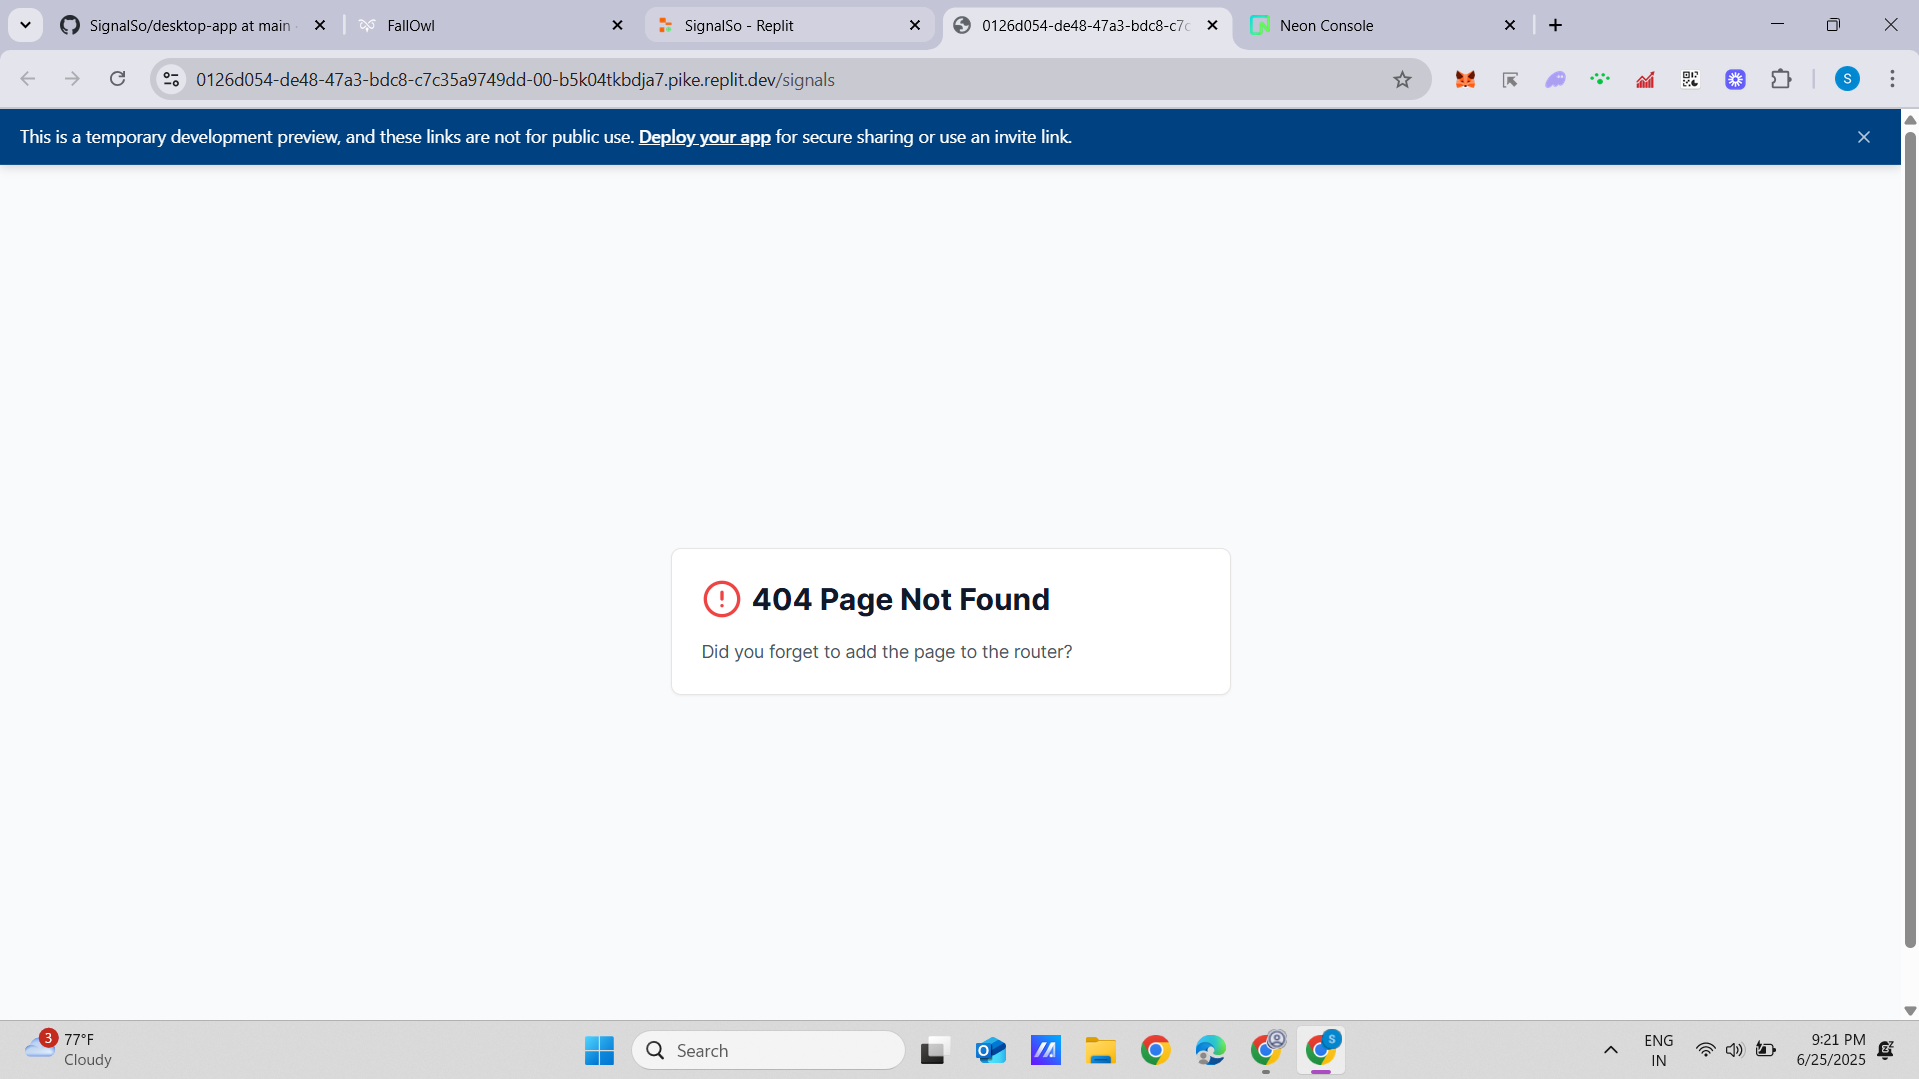 SignalSo/desktop-app at main
FallOwl
SignalSo - Replit
0126d054-de48-47a3-bdc8-c7c
Neon Console
0126d054-de48-47a3-bdc8-c7c35a9749dd-00-b5k04tkbdja7.pike.replit.dev/signals
S
This is a temporary development preview, and these links are not for public use. Deploy your app for secure sharing or use an invite link.
404 Page Not Found
Did you forget to add the page to the router?
3
77°F
Cloudy
Search
S
ENG
IN
9:21 PM
6/25/2025